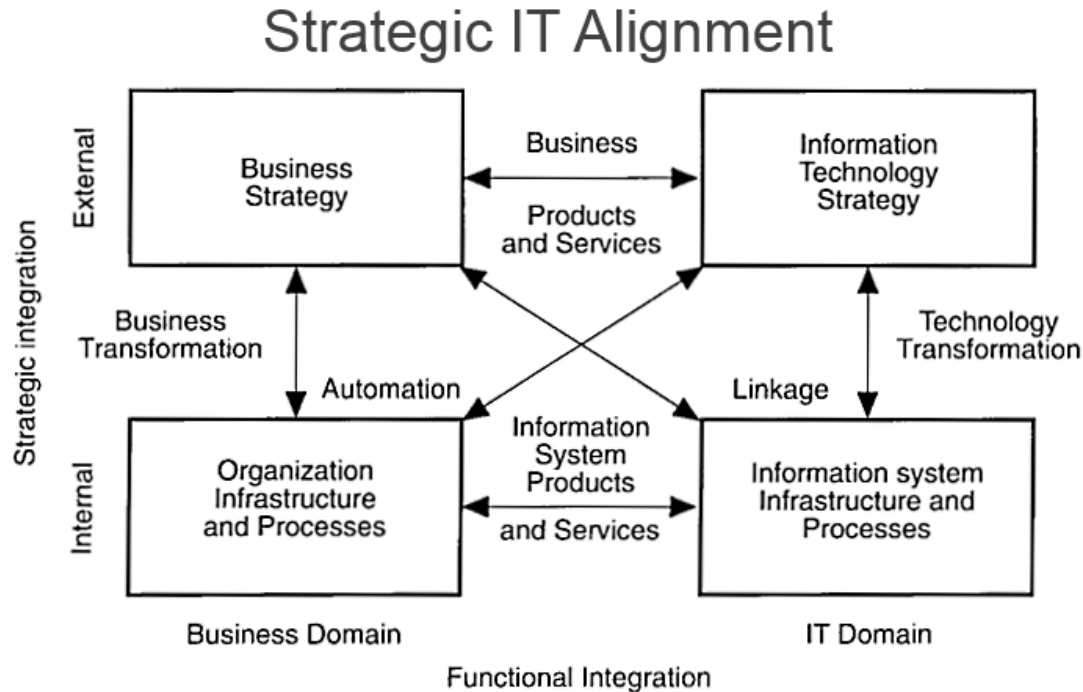 Strategic IT Alignment
Strategic integration
External
Internal
Business
Strategy
Business
Products
and Services
Information
Technology
Strategy
Business
Transformation
Automation
Linkage
Technology
Transformation
Organization
Infrastructure
and Processes
Information
System
Products
and Services
Information system
Infrastructure and
Processes
Business Domain
IT Domain
Functional Integration